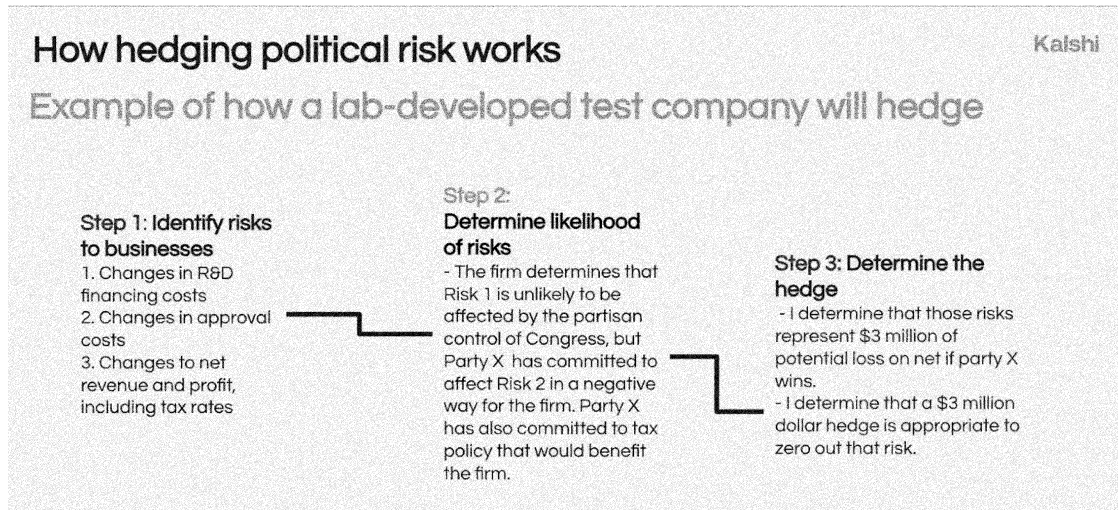 How hedging political risk works
Kalshi
Example of how a lab-developed test company will hedge
Step 1: Identify risks
to businesses
1. Changes in R&D
financing costs
2. Changes in approval
costs
3. Changes to net
revenue and profit,
including tax rates
Step 2:
Determine likelihood
of risks
- The firm determines that
Risk 1 is unlikely to be
affected by the partisan
control of Congress, but
Party X has committed to
affect Risk 2 in a negative
way for the firm. Party X
has also committed to tax
policy that would benefit
the firm.
Step 3: Determine the
hedge
- I determine that those risks
represent $3 million of
potential loss on net if party X
wins.
- I determine that a $3 million
dollar hedge is appropriate to
zero out that risk.